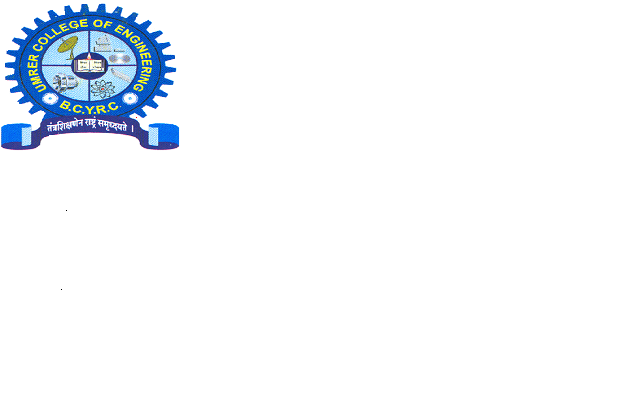 UMRER COLLEGE OF ENGINEERING
B.C.Y.R.C.
तंत्रशिक्षणेन राष्ट्रं समृध्दयते ।